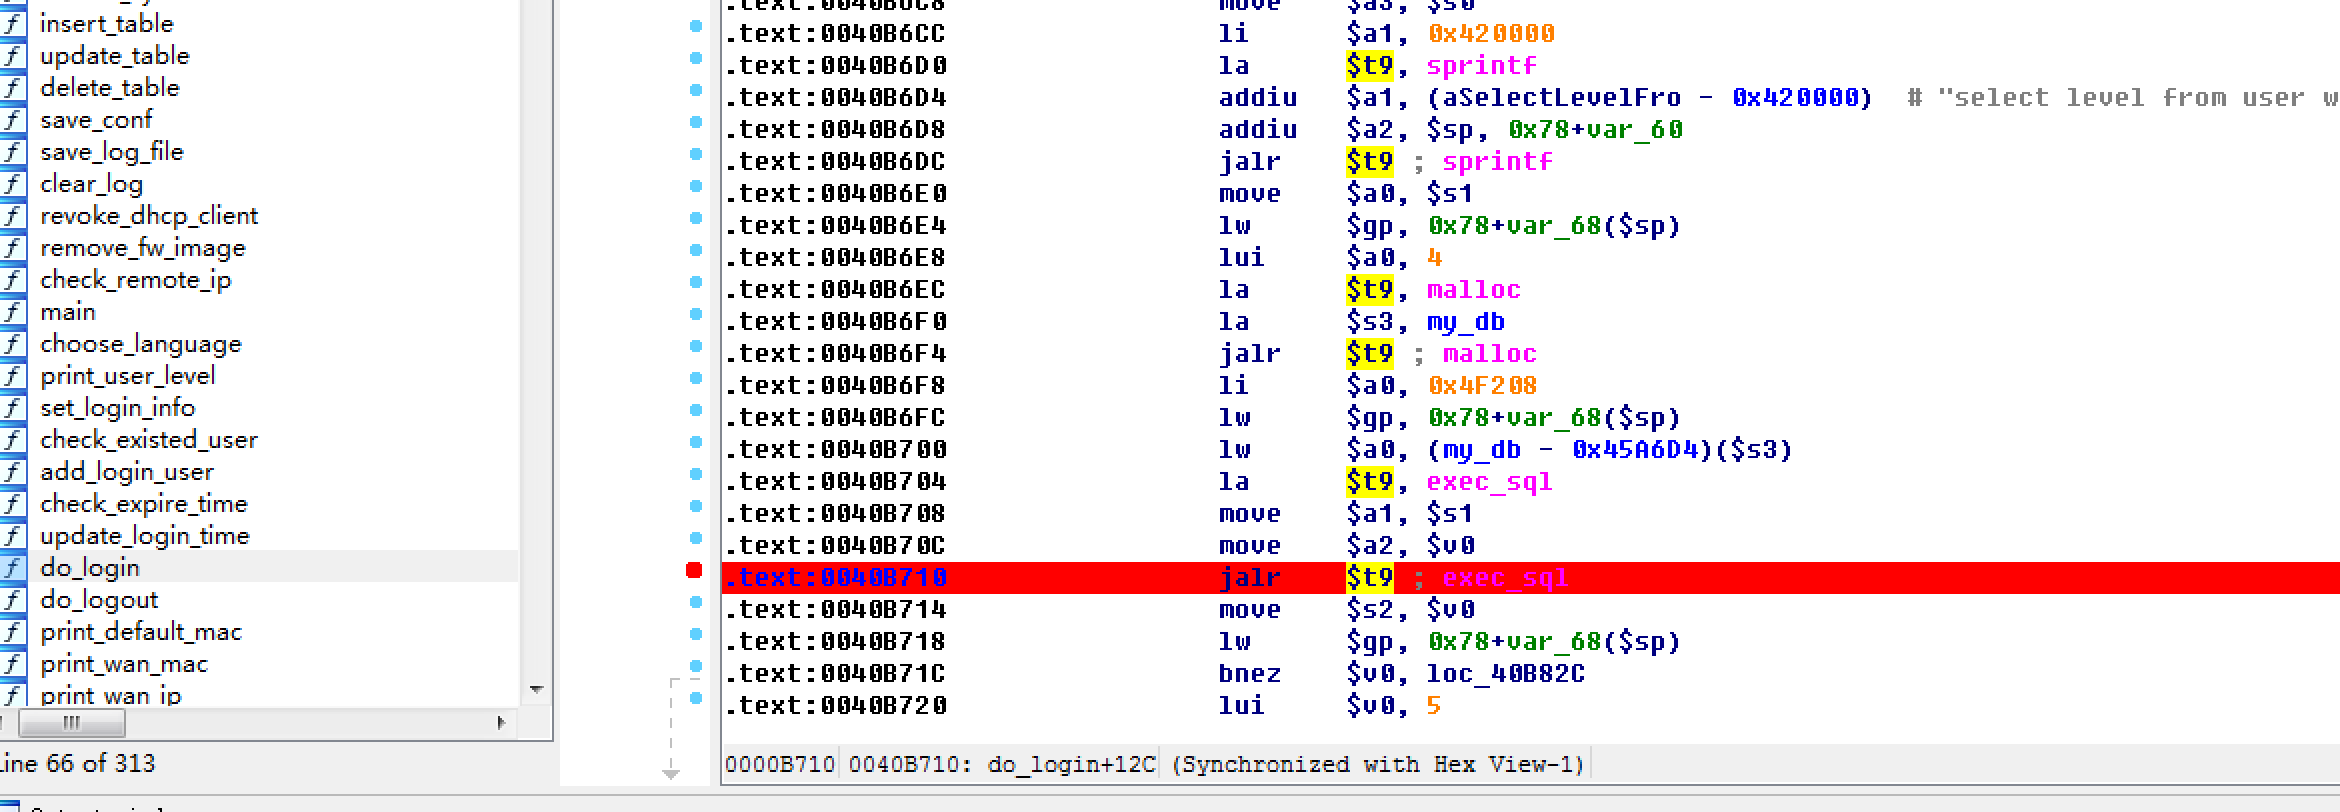 insert_table
update_table
delete_table
save_conf
save_log_file
clear_log
revoke_dhcp_client
remove_fw_image
check_remote_ip
main
choose_language
print_user_level
set_login_info
check_existed_user
add_login_user
check_expire_time
update_login_time
do_login
do_logout
print_default_mac
print_wan_mac
print_wan_ip
Line 66 of 313
.text:0040B6C8 move $a3, $s0
.text:0040B6CC li $a1, 0x420000
.text:0040B6D0 la $t9, sprintf
.text:0040B6D4 addiu $a1, (aSelectLevelFro - 0x420000) # "select level from user w
.text:0040B6D8 addiu $a2, $sp, 0x78+var_60
.text:0040B6DC jalr $t9 ; sprintf
.text:0040B6E0 move $a0, $s1
.text:0040B6E4 lw $gp, 0x78+var_68($sp)
.text:0040B6E8 lui $a0, 4
.text:0040B6EC la $t9, malloc
.text:0040B6F0 la $s3, my_db
.text:0040B6F4 jalr $t9 ; malloc
.text:0040B6F8 li $a0, 0x4F208
.text:0040B6FC lw $gp, 0x78+var_68($sp)
.text:0040B700 lw $a0, (my_db - 0x45A6D4)($s3)
.text:0040B704 la $t9, exec_sql
.text:0040B708 move $a1, $s1
.text:0040B70C move $a2, $v0
.text:0040B710 jalr $t9 ; exec_sql
.text:0040B714 move $s2, $v0
.text:0040B718 lw $gp, 0x78+var_68($sp)
.text:0040B71C bnez $v0, loc_40B82C
.text:0040B720 lui $v0, 5
0000B710 0040B710: do_login+12C (Synchronized with Hex View-1)